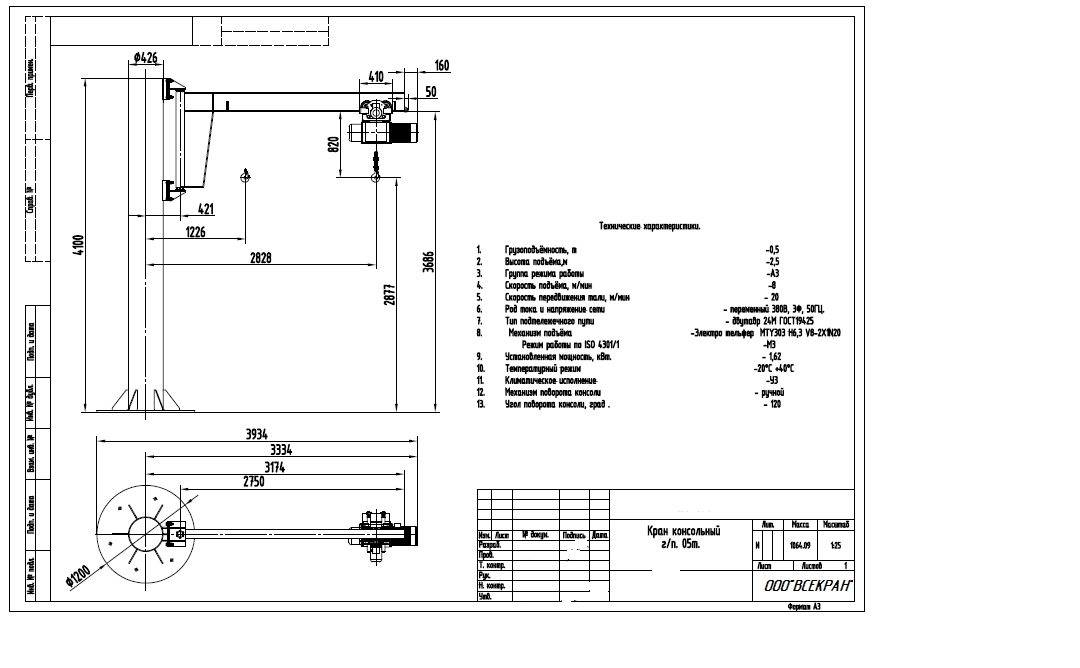 Перв. примен.
Справ. №
Подп. и дата
Инв. № дубл.
Взам. инв. №
Подп. и дата
Инв. № подл.
Ø426
160
410
50
820
421
1226
2828
4100
3686
2877
3934
3334
3174
2750
Ø1200
Технические характеристики.
1. Грузоподъёмность, т -0,5
2. Высота подъёма,м -2,5
3. Группа режима работы -А3
4. Скорость подъёма, м/мин -8
5. Скорость передвижения тали, м/мин - 20
6. Род тока и напряжение сети - переменный 380В, 3Ф, 50ГЦ.
7. Тип подтележечного пути - двутавр 24М ГОСТ19425
8. Механизм подъёма -Электро тельфер МТУ303 Н6,3 V8-2X1N20
Режим работы по ISO 4301/1 -М3
9. Установленная мощность, кВт. - 1,62
10. Температурный режим -20°С +40°С
11. Климатическое исполнение -У3
12. Механизм поворота консоли - ручной
13. Угол поворота консоли, град . - 120
Изм. Лист № докум. Подпись Дата
Разраб.
Пров.
Т. контр.
Рук.
Н. контр.
Утв.
Кран консольный
г/п. 05т.
Лит. Масса Масштаб
И 1064.09 1:25
Лист Листов 1
ООО"ВСЕКРАН"
Формат А3